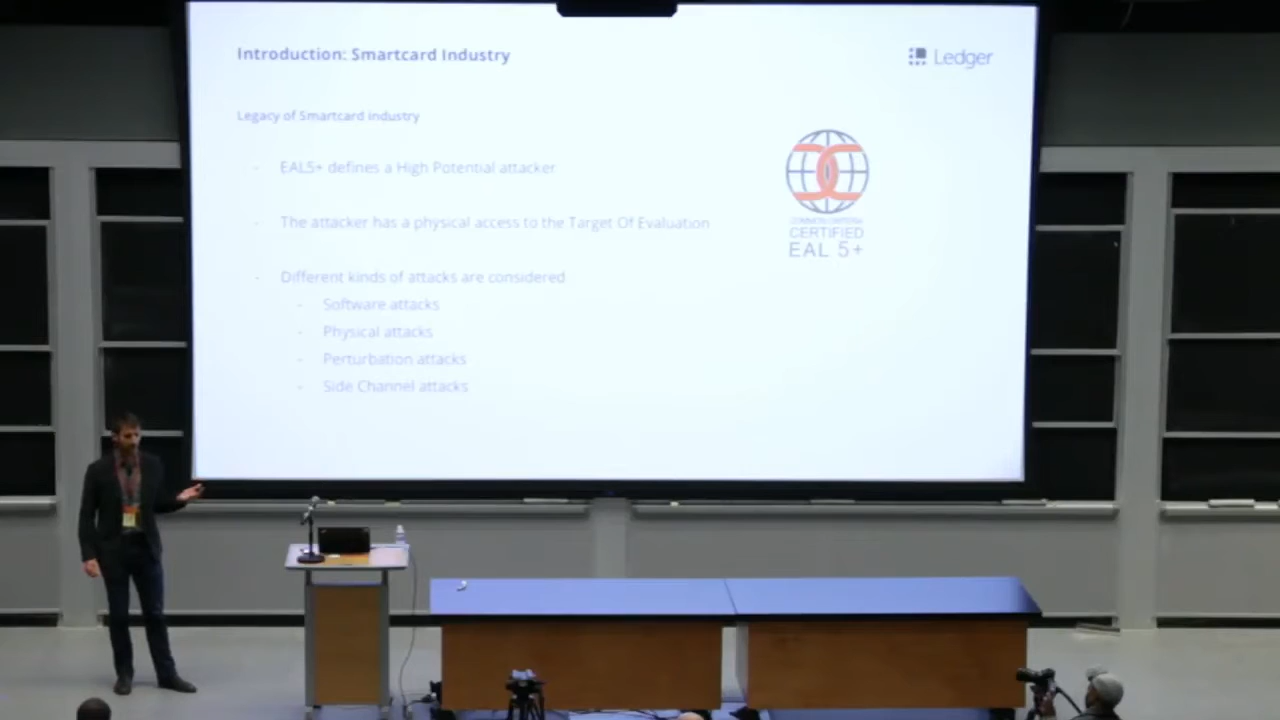 Introduction: Smartcard Industry
Ledger
Legacy of Smartcard industry
- EAL5+ defines a High Potential attacker
- The attacker has a physical access to the Target Of Evaluation
- Different kinds of attacks are considered
- Software attacks
- Physical attacks
- Perturbation attacks
- Side Channel attacks
COMMON CRITERIA
CERTIFIED
EAL 5+